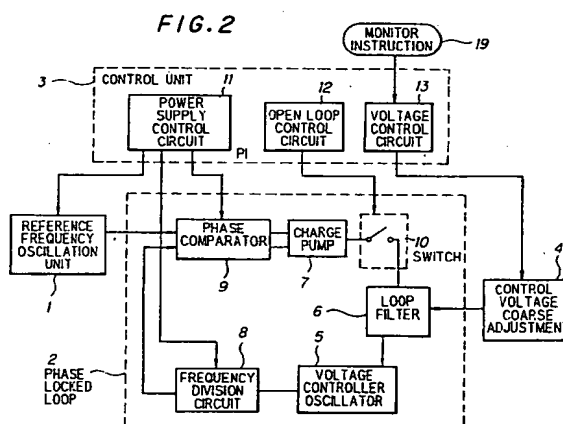 FIG. 2
MONITOR
INSTRUCTION
19
3
CONTROL UNIT
11
POWER
SUPPLY
CONTROL
CIRCUIT
P1
12
OPEN LOOP
CONTROL
CIRCUIT
13
VOLTAGE
CONTROL
CIRCUIT
REFERENCE
FREQUENCY
OSCILLATION
UNIT
1
PHASE
COMPARATOR
9
CHARGE
PUMP
7
10
SWITCH
4
CONTROL
VOLTAGE
COARSE
ADJUSTMENT
6
LOOP
FILTER
2
PHASE
LOCKED
LOOP
8
FREQUENCY
DIVISION
CIRCUIT
5
VOLTAGE
CONTROLLER
OSCILLATOR